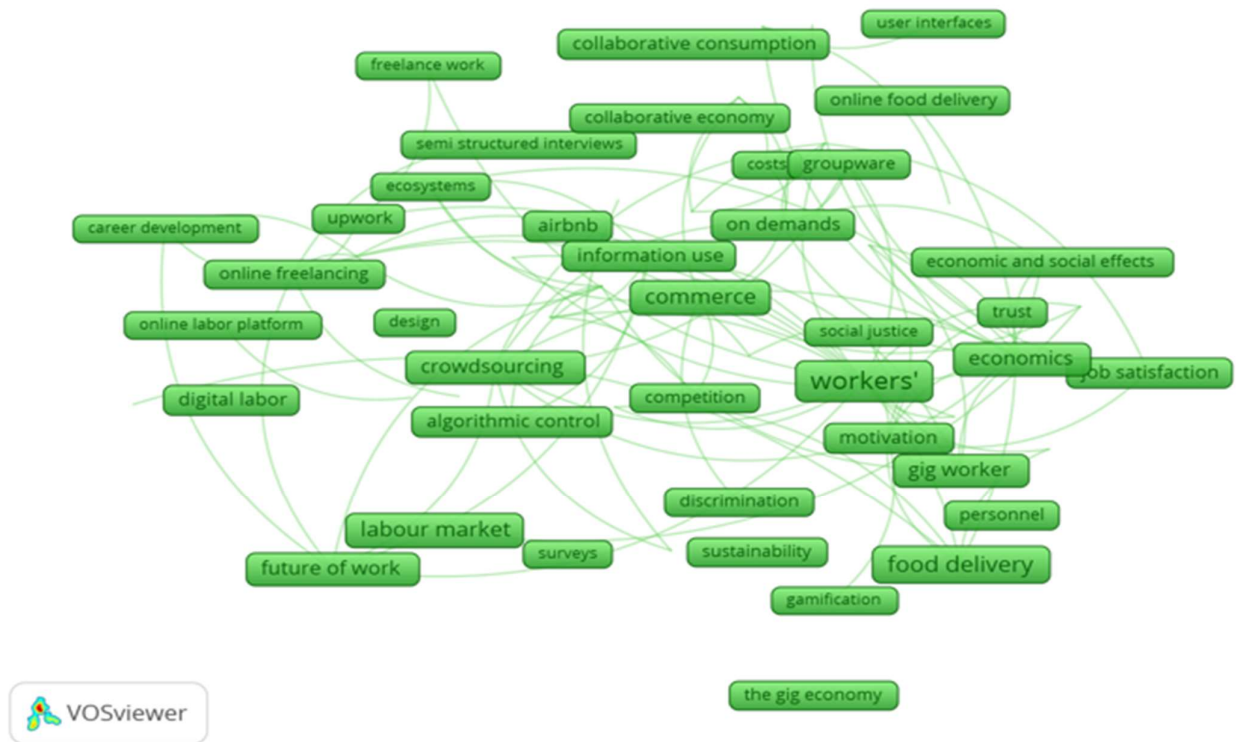 user interfaces
collaborative consumption
freelance work
online food delivery
collaborative economy
semi structured interviews
costs
groupware
ecosystems
upwork
career development
airbnb
on demands
information use
online freelancing
economic and social effects
commerce
trust
online labor platform
design
social justice
crowdsourcing
economics
job satisfaction
workers'
digital labor
competition
algorithmic control
motivation
gig worker
discrimination
personnel
labour market
surveys
sustainability
future of work
food delivery
gamification
the gig economy
VOSviewer